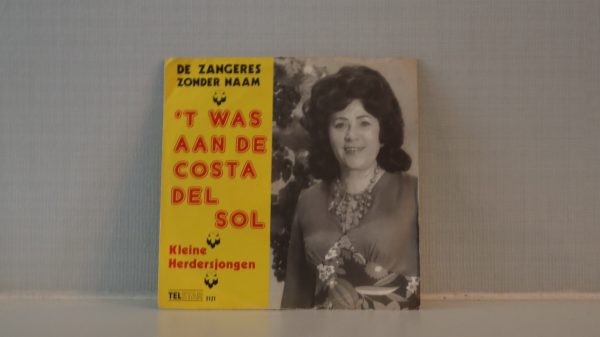 DE ZANGERES
ZONDER NAAM
'T WAS
AAN DE
COSTA
DEL
SOL
Kleine
Herdersjongen
TELSTAR